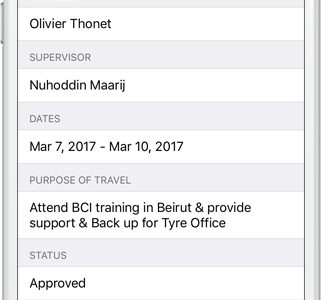 Olivier Thonet
SUPERVISOR
Nuhoddin Maarij
DATES
Mar 7, 2017 - Mar 10, 2017
PURPOSE OF TRAVEL
Attend BCI training in Beirut & provide
support & Back up for Tyre Office
STATUS
Approved